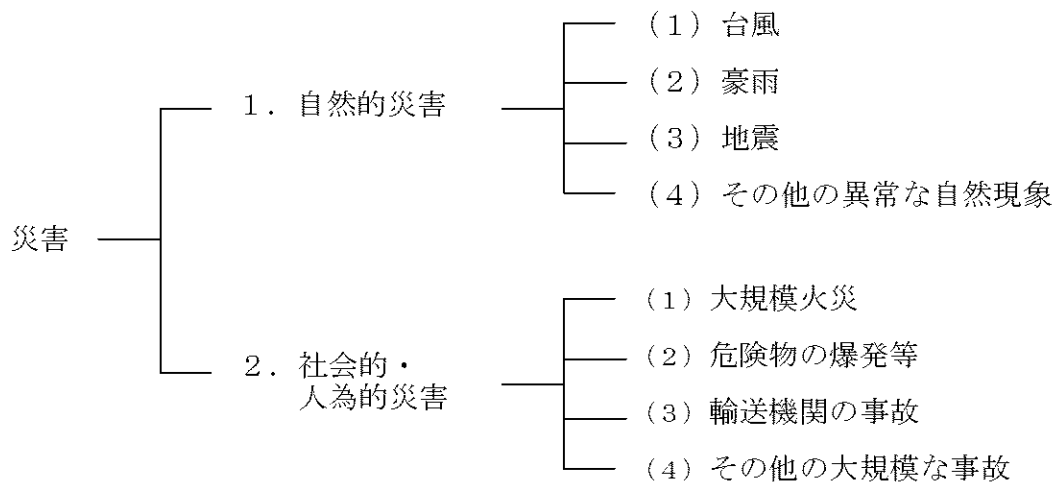 災害
１．自然的災害
（１）台風
（２）豪雨
（３）地震
（４）その他の異常な自然現象
２．社会的・
人為的災害
（１）大規模火災
（２）危険物の爆発等
（３）輸送機関の事故
（４）その他の大規模な事故